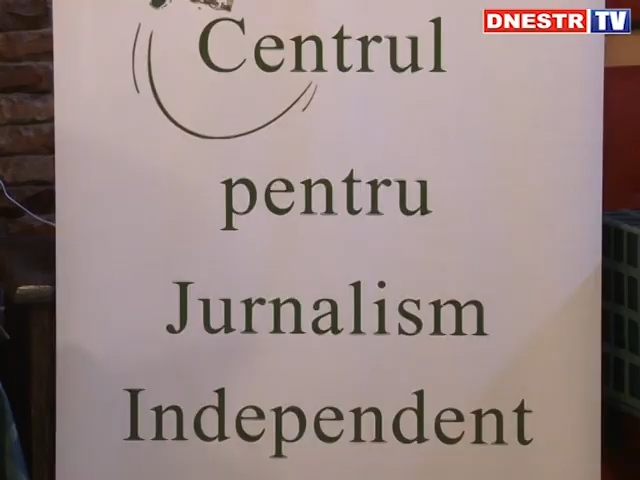 DNESTR TV
Centrul
pentru
Jurnalism
Independent